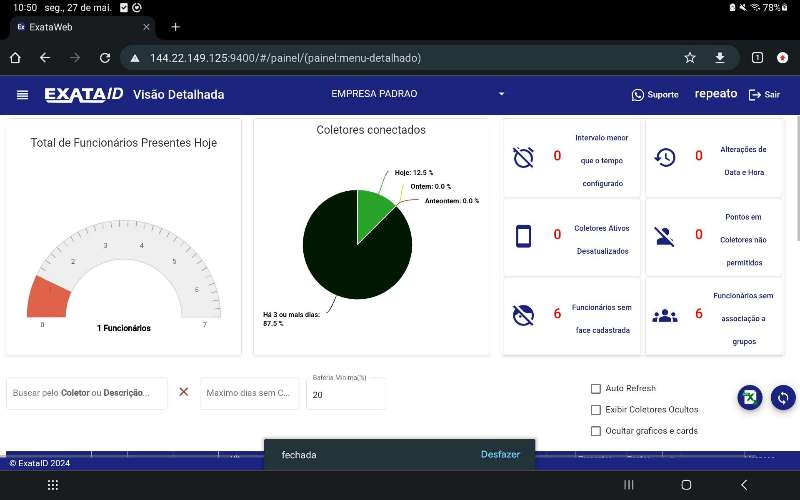 10:50 seg., 27 de mai.
78%
ExataWeb
144.22.149.125:9400/#/painel/(painel:menu-detalhado)
1
EXATA ID Visão Detalhada
EMPRESA PADRAO
Suporte
repeato
Sair
Total de Funcionários Presentes Hoje
0
1
2
3
4
5
6
7
1 Funcionários
Coletores conectados
Hoje: 12.5 %
Ontem: 0.0 %
Anteontem: 0.0 %
Há 3 ou mais dias:
87.5 %
0
Intervalo menor
que o tempo
configurado
0
Alterações de
Data e Hora
0
Coletores Ativos
Desatualizados
0
Pontos em
Coletores não
permitidos
6
Funcionários sem
face cadastrada
6
Funcionários sem
associação a
grupos
Buscar pelo Coletor ou Descrição...
Maximo dias sem C...
Bateria Mínima(%)
20
Auto Refresh
Exibir Coletores Ocultos
Ocultar graficos e cards
fechada
Desfazer
© ExataID 2024